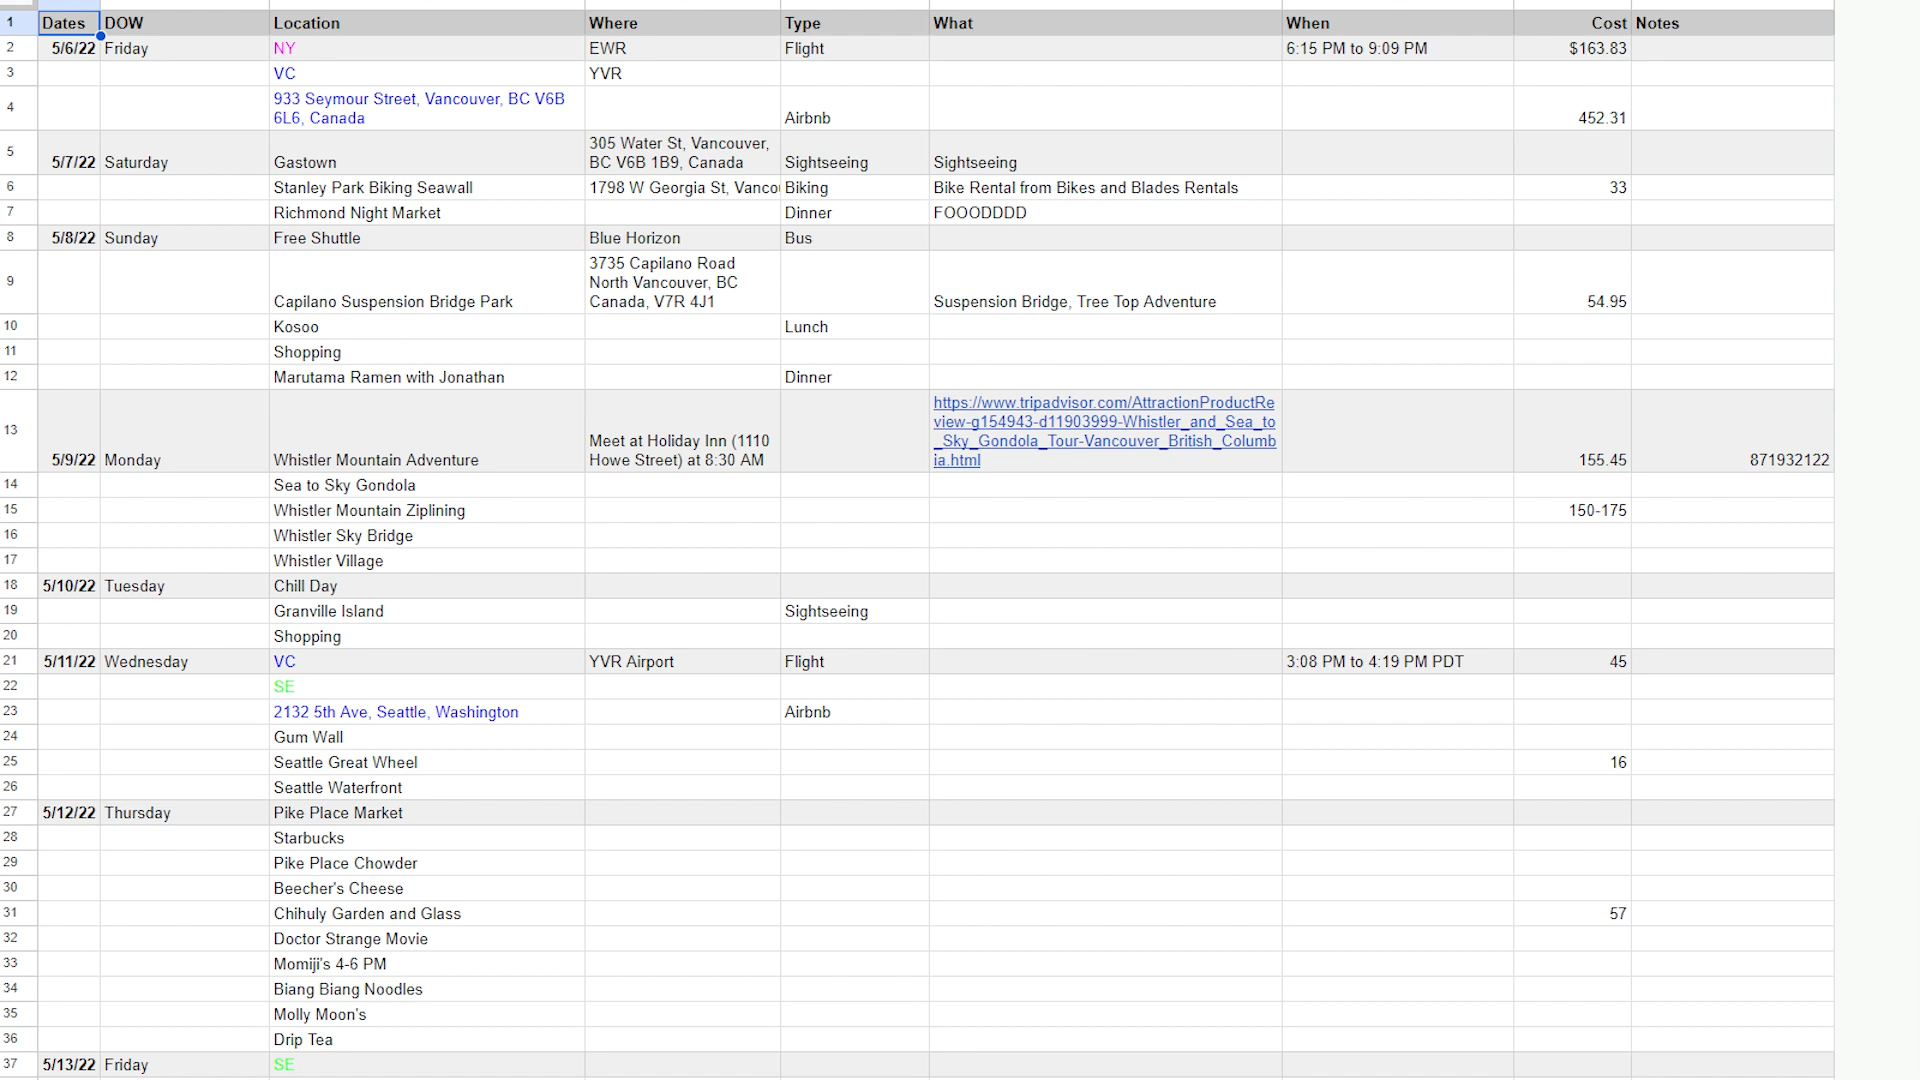 1 Dates DOW Location Where Type What When Cost Notes
2 5/6/22 Friday NY EWR Flight 6:15 PM to 9:09 PM $163.83
3 VC YVR
4 933 Seymour Street, Vancouver, BC V6B
6L6, Canada Airbnb 452.31
5 5/7/22 Saturday Gastown 305 Water St, Vancouver,
BC V6B 1B9, Canada Sightseeing Sightseeing
6 Stanley Park Biking Seawall 1798 W Georgia St, Vanco Biking Bike Rental from Bikes and Blades Rentals 33
7 Richmond Night Market Dinner FOOODDDD
8 5/8/22 Sunday Free Shuttle Blue Horizon Bus
9 Capilano Suspension Bridge Park 3735 Capilano Road
North Vancouver, BC
Canada, V7R 4J1 Suspension Bridge, Tree Top Adventure 54.95
10 Kosoo Lunch
11 Shopping
12 Marutama Ramen with Jonathan Dinner
13 5/9/22 Monday Whistler Mountain Adventure Meet at Holiday Inn (1110
Howe Street) at 8:30 AM https://www.tripadvisor.com/AttractionProductRe
view-g154943-d11903999-Whistler_and_Sea_to
_Sky_Gondola_Tour-Vancouver_British_Columb
ia.html 155.45 871932122
14 Sea to Sky Gondola
15 Whistler Mountain Ziplining 150-175
16 Whistler Sky Bridge
17 Whistler Village
18 5/10/22 Tuesday Chill Day
19 Granville Island Sightseeing
20 Shopping
21 5/11/22 Wednesday VC YVR Airport Flight 3:08 PM to 4:19 PM PDT 45
22 SE
23 2132 5th Ave, Seattle, Washington Airbnb
24 Gum Wall
25 Seattle Great Wheel 16
26 Seattle Waterfront
27 5/12/22 Thursday Pike Place Market
28 Starbucks
29 Pike Place Chowder
30 Beecher's Cheese
31 Chihuly Garden and Glass 57
32 Doctor Strange Movie
33 Momiji's 4-6 PM
34 Biang Biang Noodles
35 Molly Moon's
36 Drip Tea
37 5/13/22 Friday SE